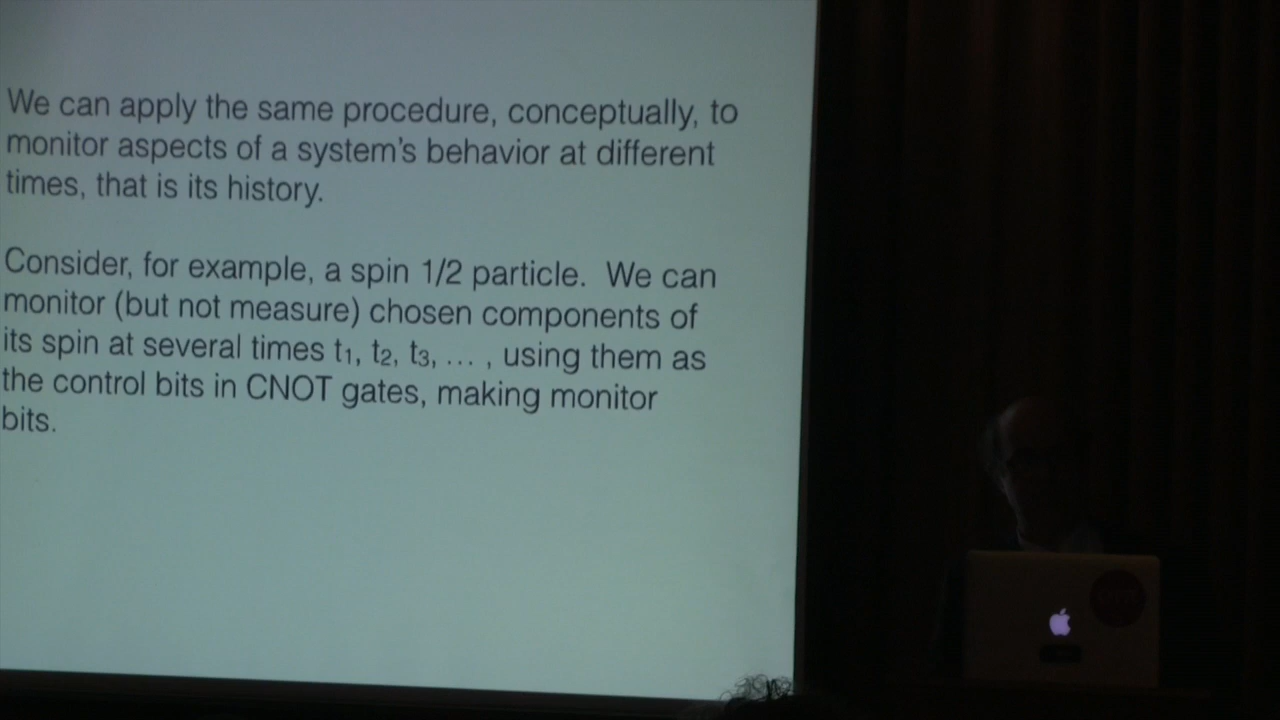 We can apply the same procedure, conceptually, to
monitor aspects of a system's behavior at different
times, that is its history.
Consider, for example, a spin 1/2 particle. We can
monitor (but not measure) chosen components of
its spin at several times t₁, t₂, t₃, … , using them as
the control bits in CNOT gates, making monitor
bits.